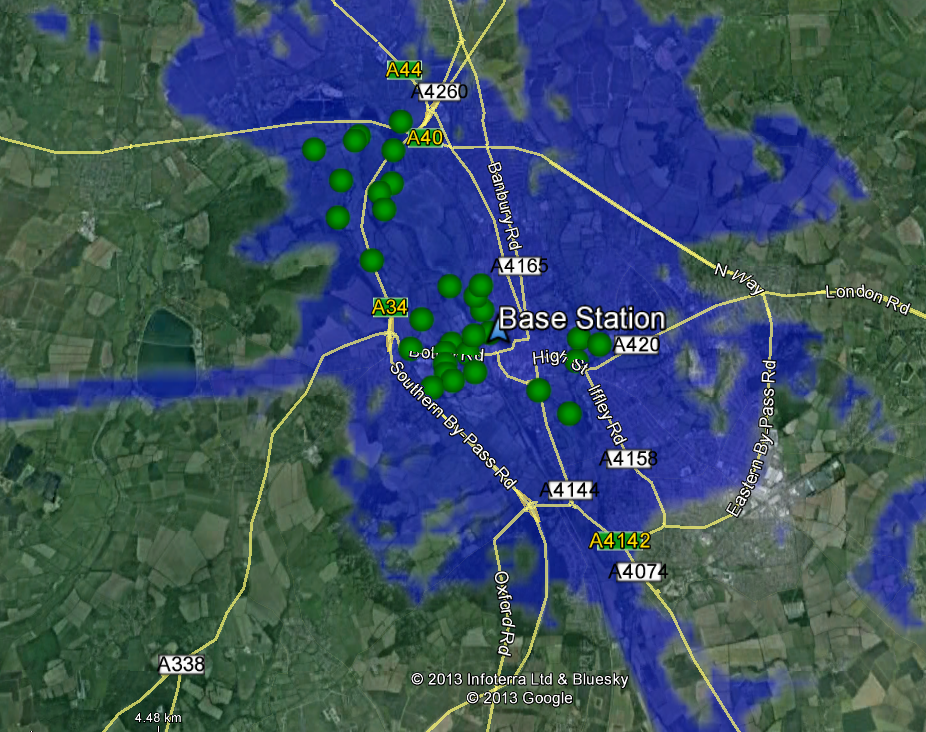 A44
A4260
A40
Banbury Rd
A4165
N Way
London Rd
A34
Base Station
A420
High St
Southern By-Pass Rd
Iffley Rd
Eastern By-Pass Rd
A4158
A4144
A4142
A4074
Oxford Rd
A338
© 2013 Infoterra Ltd & Bluesky
© 2013 Google
4.48 km